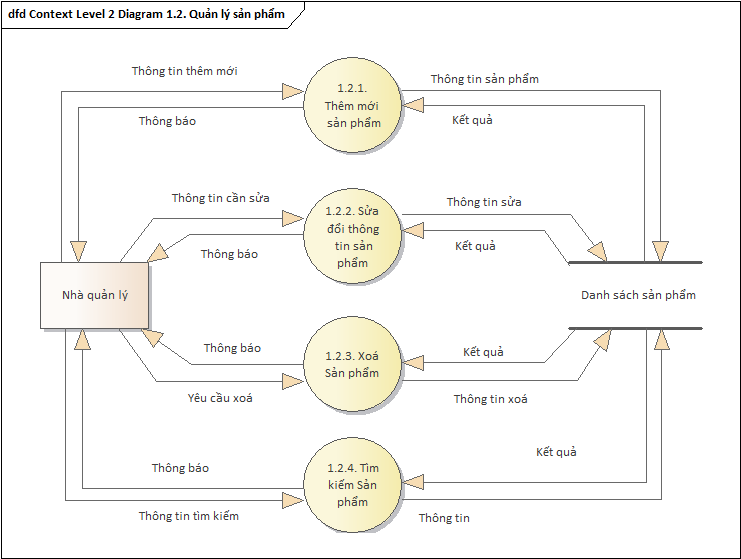 dfd Context Level 2 Diagram 1.2. Quản lý sản phẩm
Thông tin thêm mới
Thông báo
1.2.1.
Thêm mới
sản phẩm
Thông tin sản phẩm
Kết quả
Thông tin cần sửa
Thông báo
1.2.2. Sửa
đổi thông
tin sản
phẩm
Thông tin sửa
Kết quả
Nhà quản lý
Danh sách sản phẩm
Thông báo
Yêu cầu xoá
1.2.3. Xoá
Sản phẩm
Kết quả
Thông tin xoá
Thông báo
Thông tin tìm kiếm
1.2.4. Tìm
kiếm Sản
phẩm
Kết quả
Thông tin